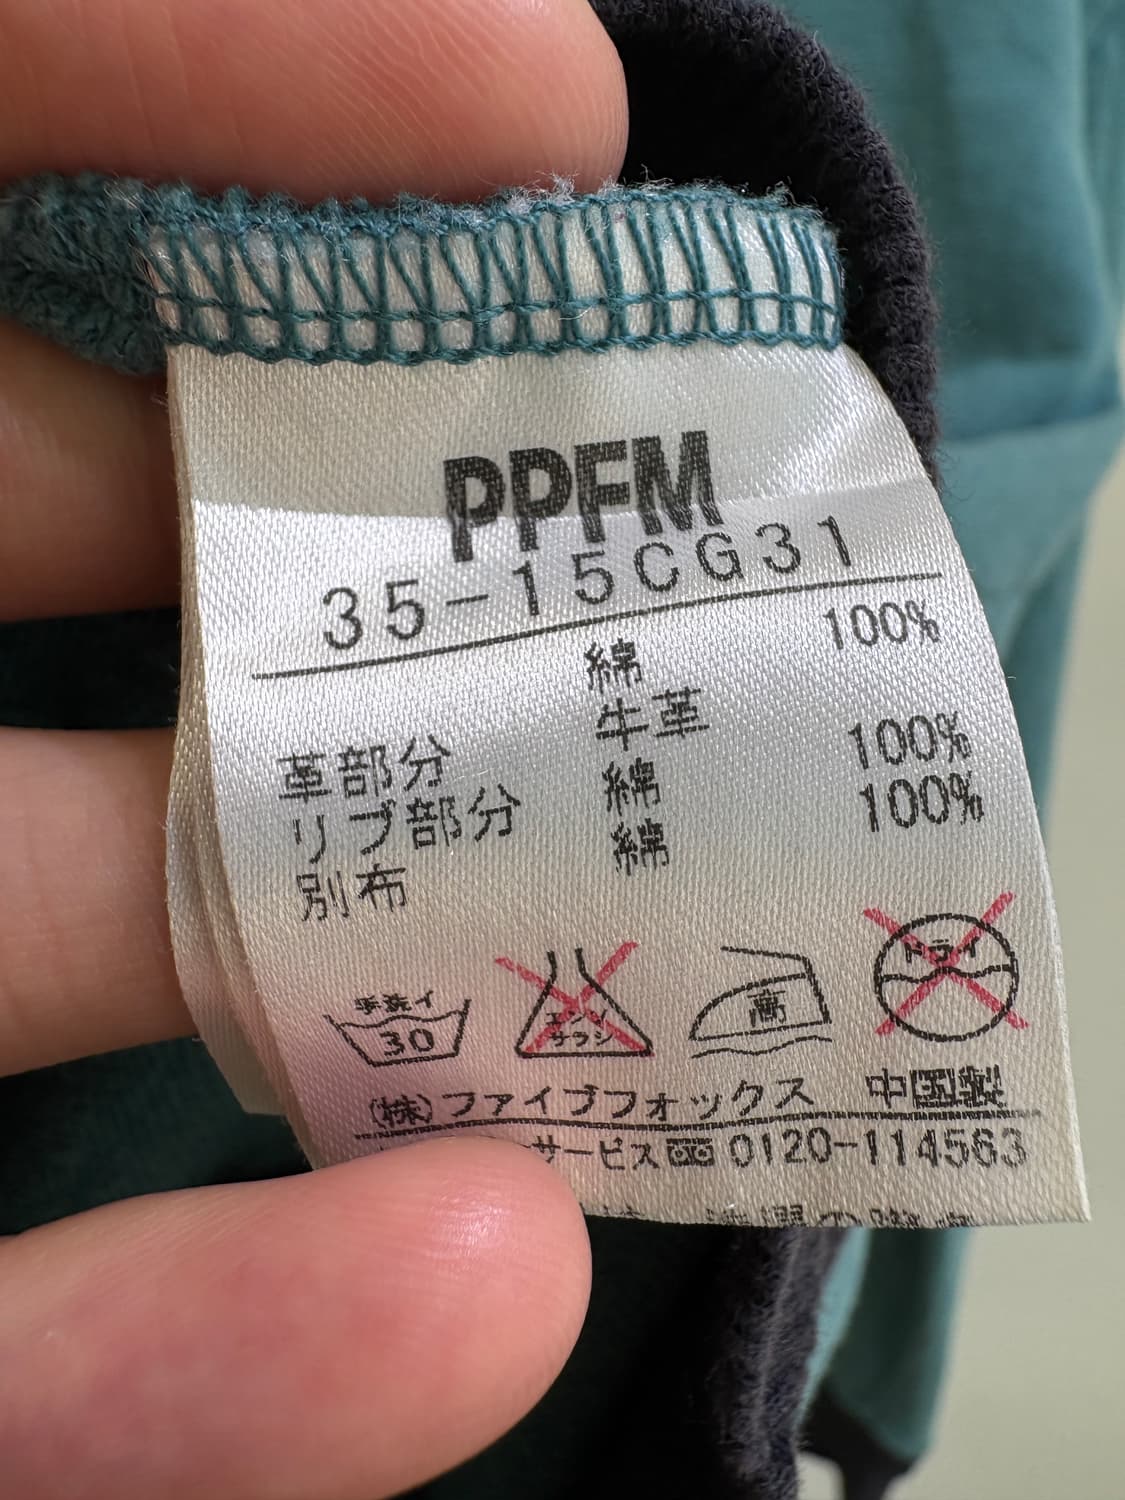 PPFM
35-15CG31
綿 100%
革部分 牛革
リブ部分 綿 100%
別布 綿 100%
手洗イ
30
エンソ
サラシ
高
ドライ
(株)ファイブフォックス 中国製
サービス 0120-114563